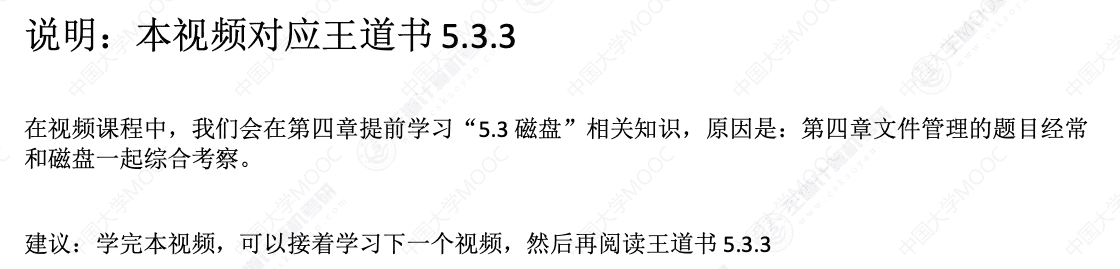 说明：本视频对应王道书 5.3.3
在视频课程中，我们会在第四章提前学习“5.3 磁盘”相关知识，原因是：第四章文件管理的题目经常
和磁盘一起综合考察。
建议：学完本视频，可以接着学习下一个视频，然后再阅读王道书 5.3.3